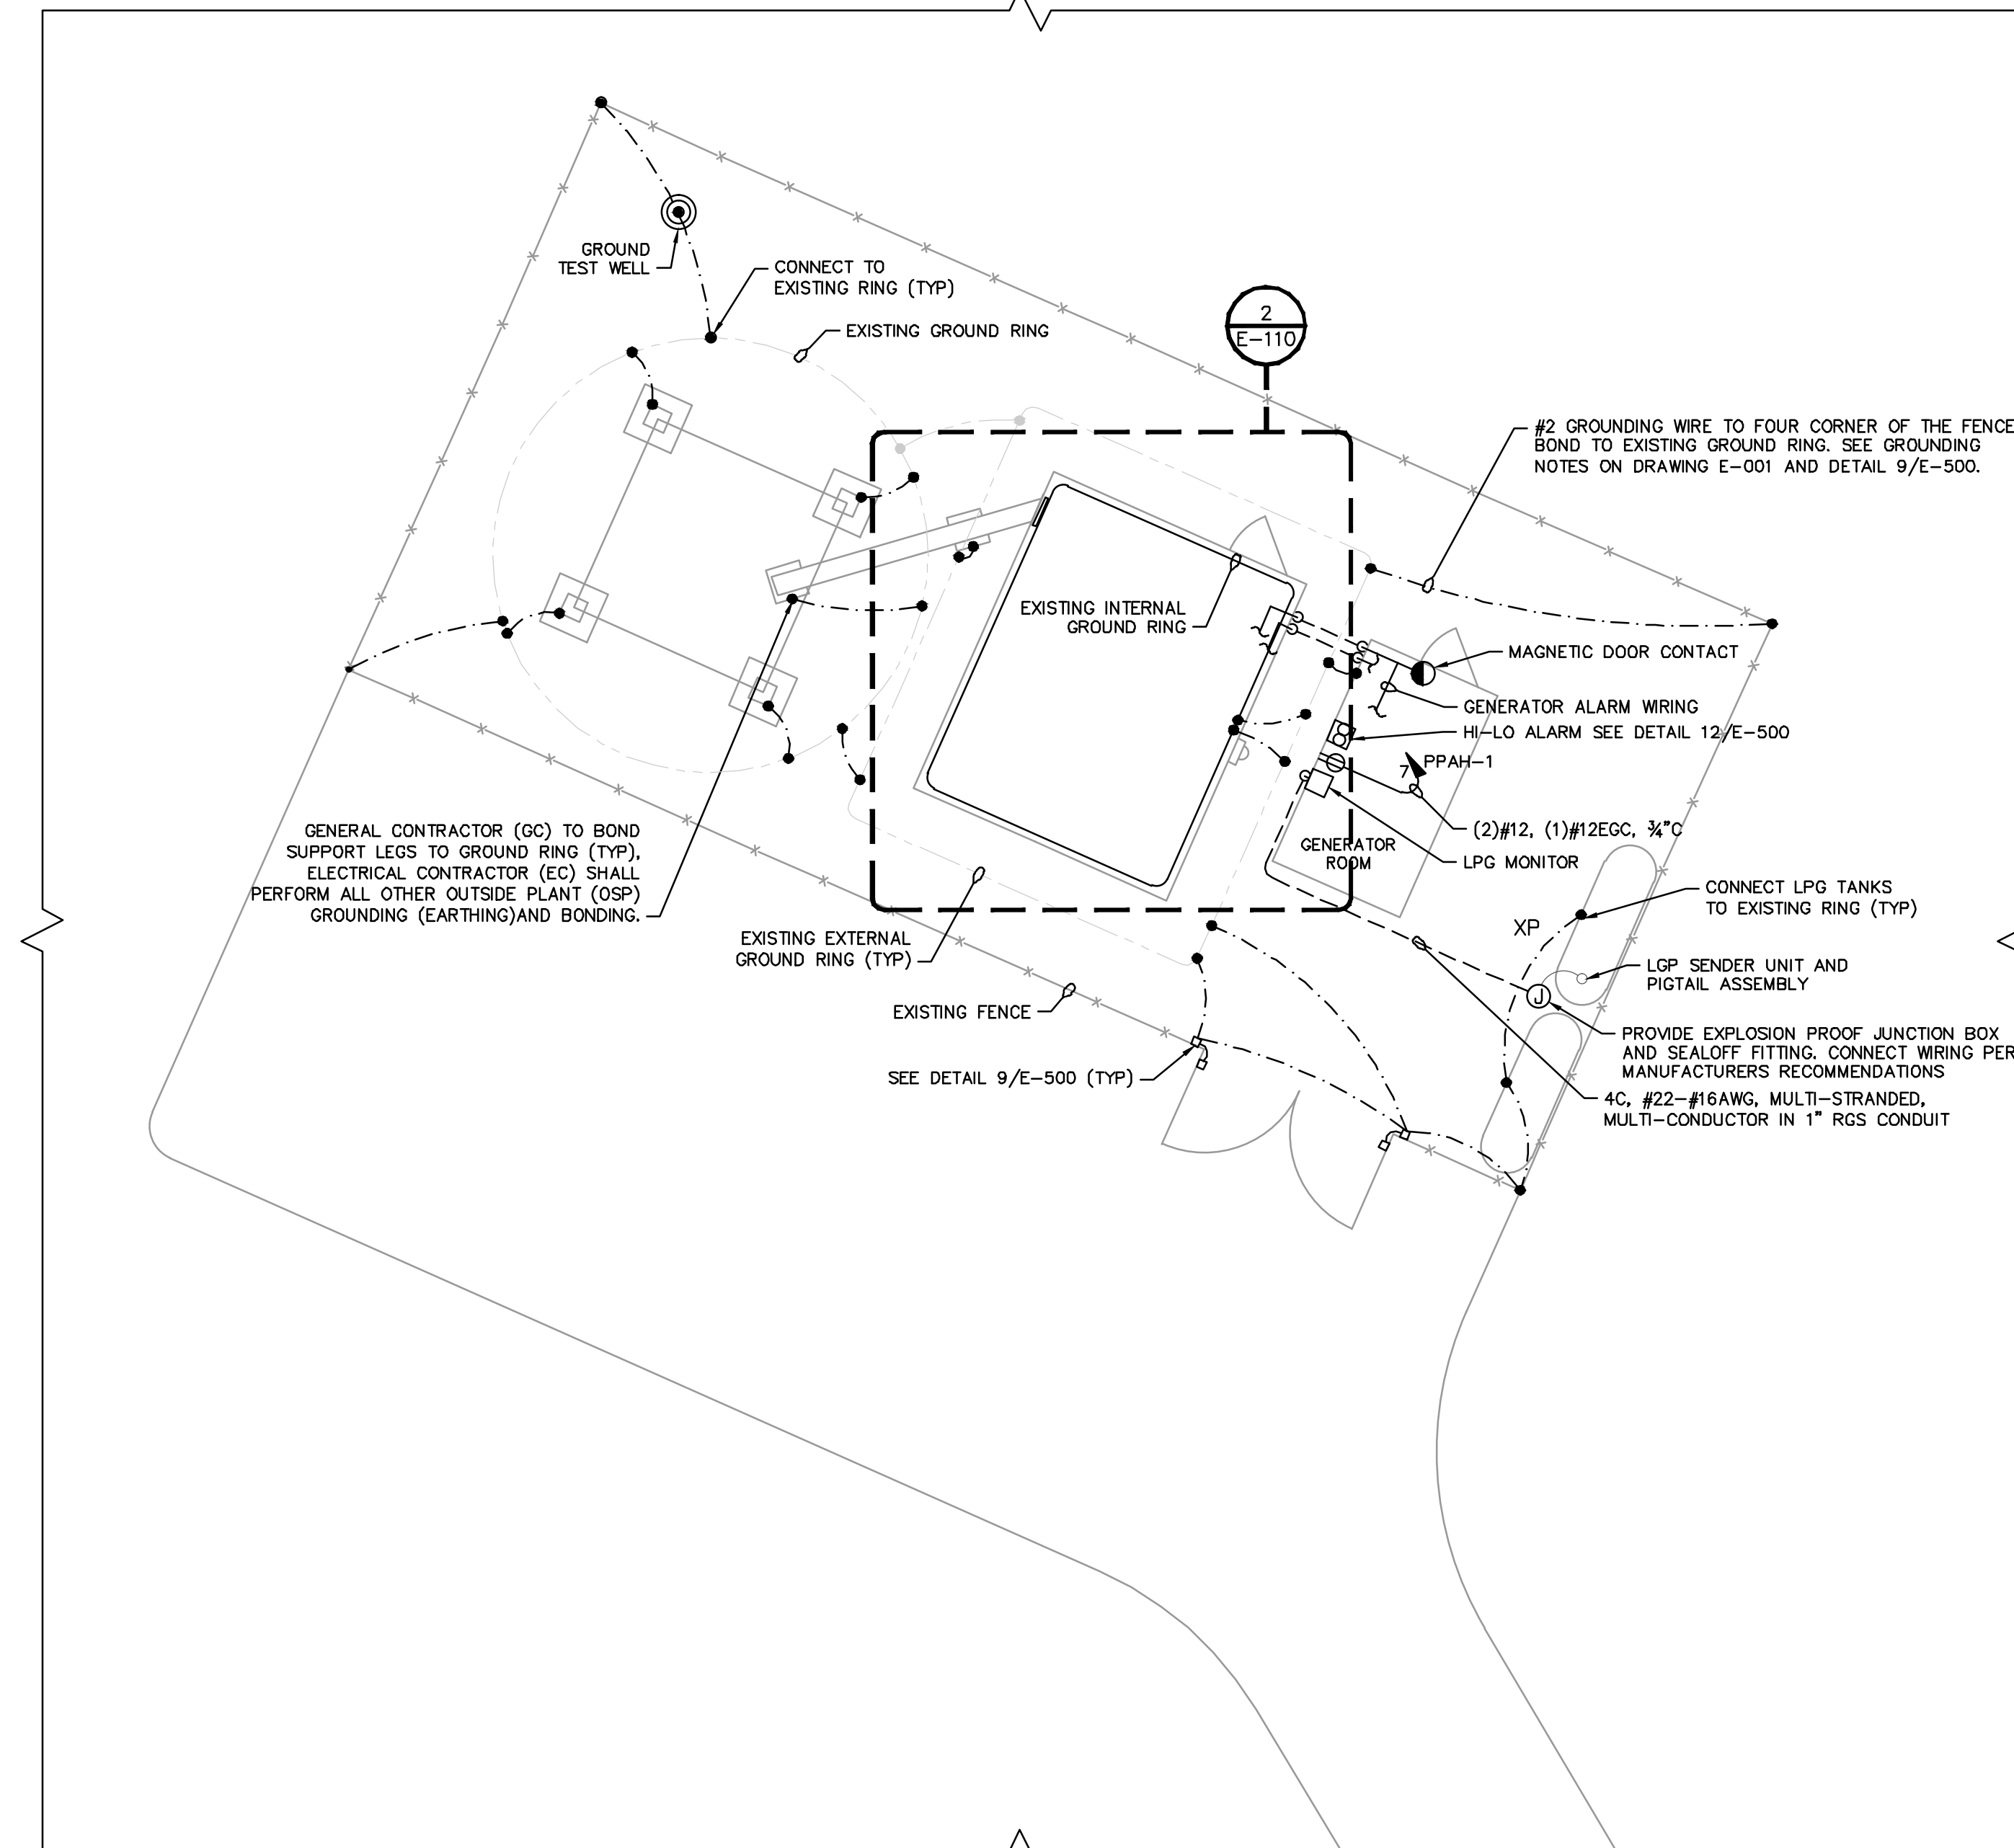 GROUND
TEST WELL
CONNECT TO
EXISTING RING (TYP)
EXISTING GROUND RING
2
E-110
#2 GROUNDING WIRE TO FOUR CORNER OF THE FENCE
BOND TO EXISTING GROUND RING. SEE GROUNDING
NOTES ON DRAWING E-001 AND DETAIL 9/E-500.
EXISTING INTERNAL
GROUND RING
MAGNETIC DOOR CONTACT
GENERATOR ALARM WIRING
HI-LO ALARM SEE DETAIL 12/E-500
7
PPAH-1
(2)#12, (1)#12EGC, ¾"C
GENERATOR
ROOM
LPG MONITOR
GENERAL CONTRACTOR (GC) TO BOND
SUPPORT LEGS TO GROUND RING (TYP),
ELECTRICAL CONTRACTOR (EC) SHALL
PERFORM ALL OTHER OUTSIDE PLANT (OSP)
GROUNDING (EARTHING)AND BONDING.
CONNECT LPG TANKS
TO EXISTING RING (TYP)
XP
EXISTING EXTERNAL
GROUND RING (TYP)
LGP SENDER UNIT AND
PIGTAIL ASSEMBLY
J
EXISTING FENCE
PROVIDE EXPLOSION PROOF JUNCTION BOX
AND SEALOFF FITTING. CONNECT WIRING PER
MANUFACTURERS RECOMMENDATIONS
SEE DETAIL 9/E-500 (TYP)
4C, #22-#16AWG, MULTI-STRANDED,
MULTI-CONDUCTOR IN 1" RGS CONDUIT